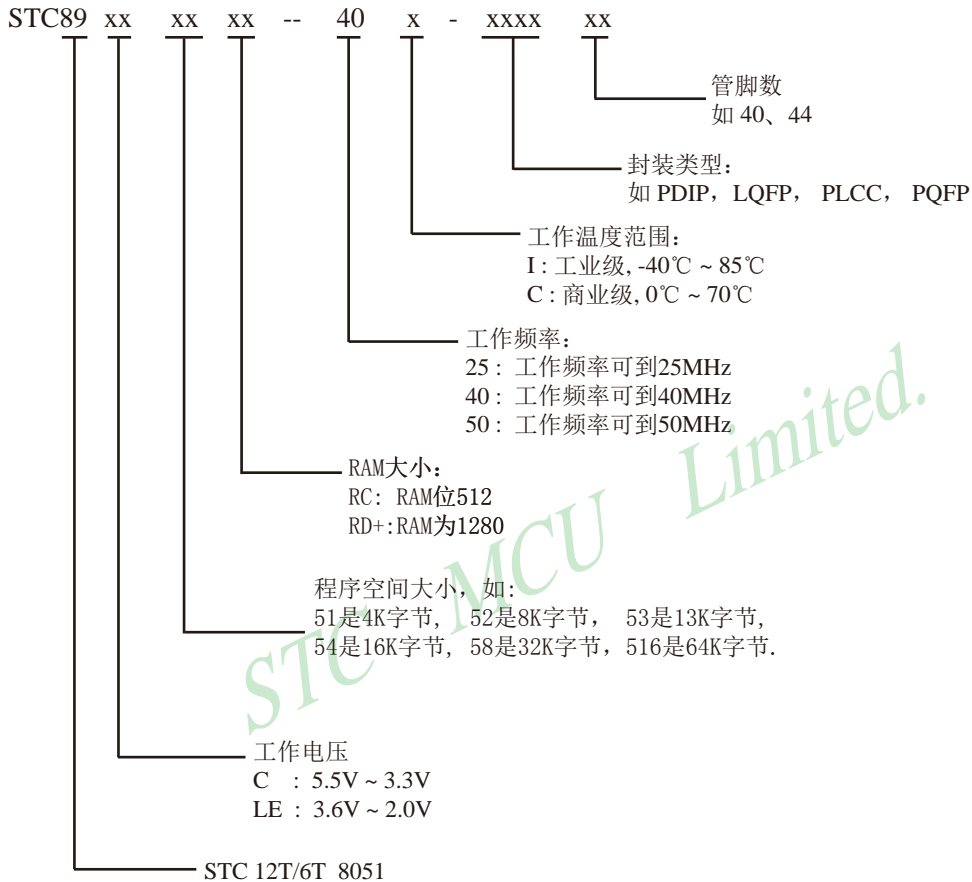 STC89 xx xx xx -- 40 x - xxxx xx
管脚数
如 40、44
封装类型：
如 PDIP，LQFP， PLCC， PQFP
工作温度范围：
I : 工业级, -40℃ ~ 85℃
C : 商业级, 0℃ ~ 70℃
工作频率：
25 : 工作频率可到25MHz
40 : 工作频率可到40MHz
50 : 工作频率可到50MHz
RAM大小：
RC: RAM位512
RD+:RAM为1280
程序空间大小，如:
51是4K字节, 52是8K字节， 53是13K字节,
54是16K字节, 58是32K字节，516是64K字节.
工作电压
C : 5.5V ~ 3.3V
LE : 3.6V ~ 2.0V
STC 12T/6T 8051
STC MCU Limited.